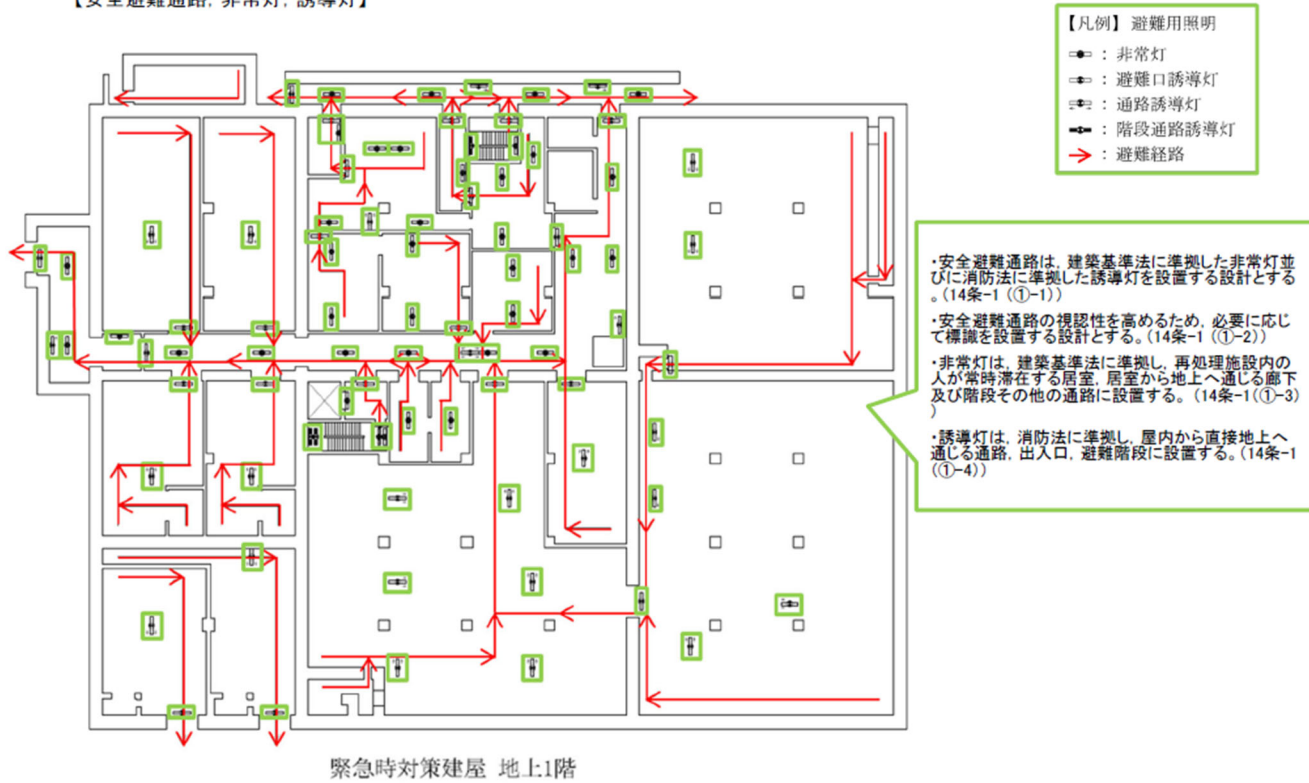 【安全避難通路，非常灯，誘導灯】
【凡例】 避難用照明
：非常灯
：避難口誘導灯
：通路誘導灯
：階段通路誘導灯
：避難経路
・安全避難通路は，建築基準法に準拠した非常灯並
びに消防法に準拠した誘導灯を設置する設計とする
。(14条-1 (①-1))
・安全避難通路の視認性を高めるため，必要に応じ
て標識を設置する設計とする。(14条-1 (①-2))
・非常灯は，建築基準法に準拠し，再処理施設内の
人が常時滞在する居室，居室から地上へ通じる廊下
及び階段その他の通路に設置する。(14条-1(①-3)
)
・誘導灯は，消防法に準拠し，屋内から直接地上へ
通じる通路，出入口，避難階段に設置する。(14条-1
(①-4))
緊急時対策建屋 地上1階